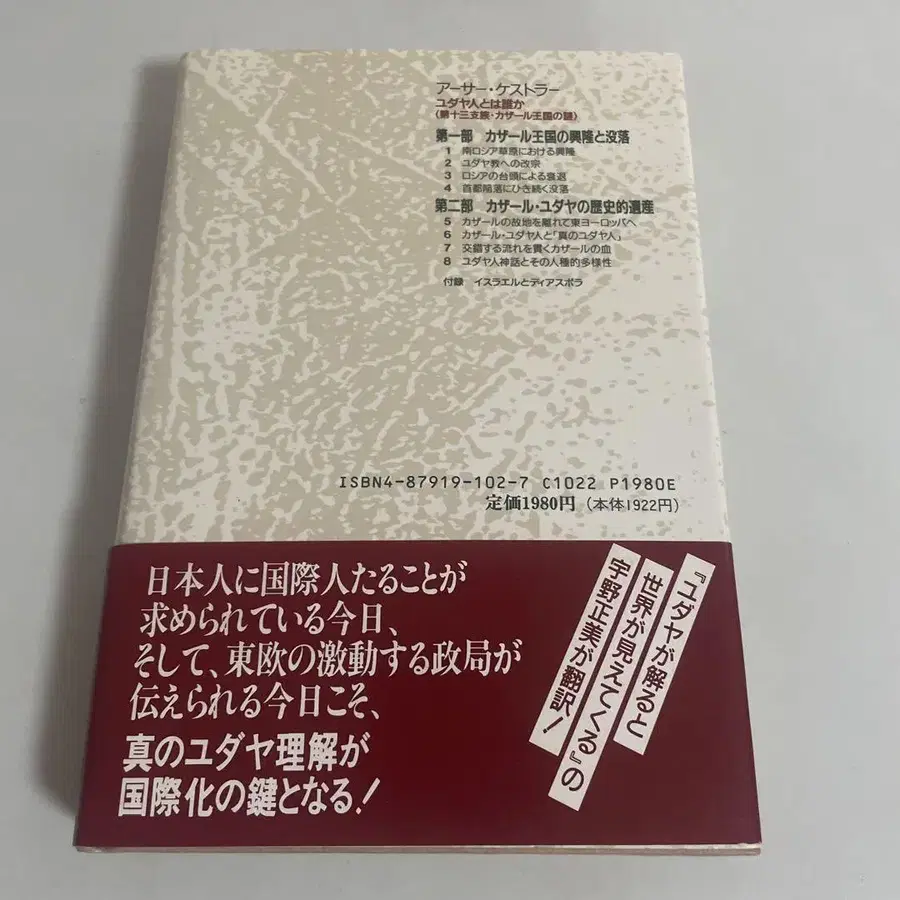 アーサー・ケストラー
ユダヤ人とは誰か
〈第十三支族・カザール王国の謎〉
第一部 カザール王国の興隆と没落
1 南ロシア草原における興隆
2 ユダヤ教への改宗
3 ロシアの台頭による衰退
4 首都陥落にひき続く没落
第二部 カザール・ユダヤの歴史的遺産
5 カザールの故地を離れて東ヨーロッパへ
6 カザール・ユダヤ人と「真のユダヤ人」
7 交錯する流れを貫くカザールの血
8 ユダヤ人神話とその人種的多様性
付録 イスラエルとディアスポラ
ISBN4-87919-102-7 C1022 P1980E
定価1980円（本体1922円）
日本人に国際人たることが
求められている今日、
そして、東欧の激動する政局が
伝えられる今日こそ、
真のユダヤ理解が
国際化の鍵となる！
『ユダヤが解ると
世界が見えてくる』の
宇野正美が翻訳！